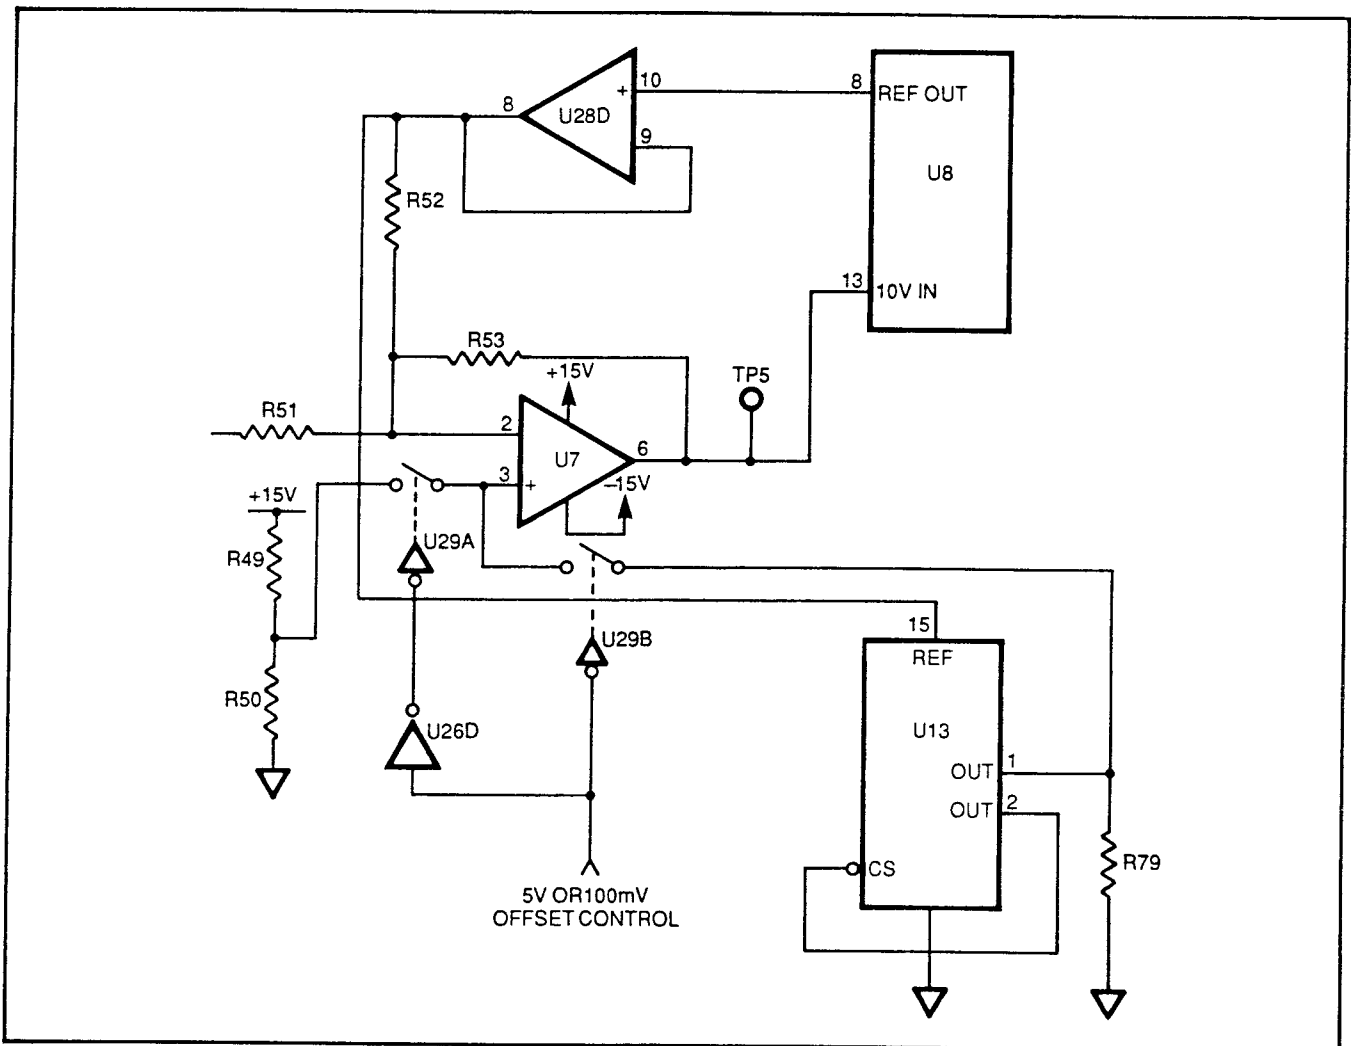 10
8
REF OUT
+
8
U28D
9
U8
R52
13
10V IN
R53
+15V
TP5
R51
2
6
U7
3
+
–15V
+15V
U29A
R49
15
U29B
REF
R50
U26D
U13
OUT
1
OUT
2
CS
R79
5V OR100mV
OFFSET CONTROL